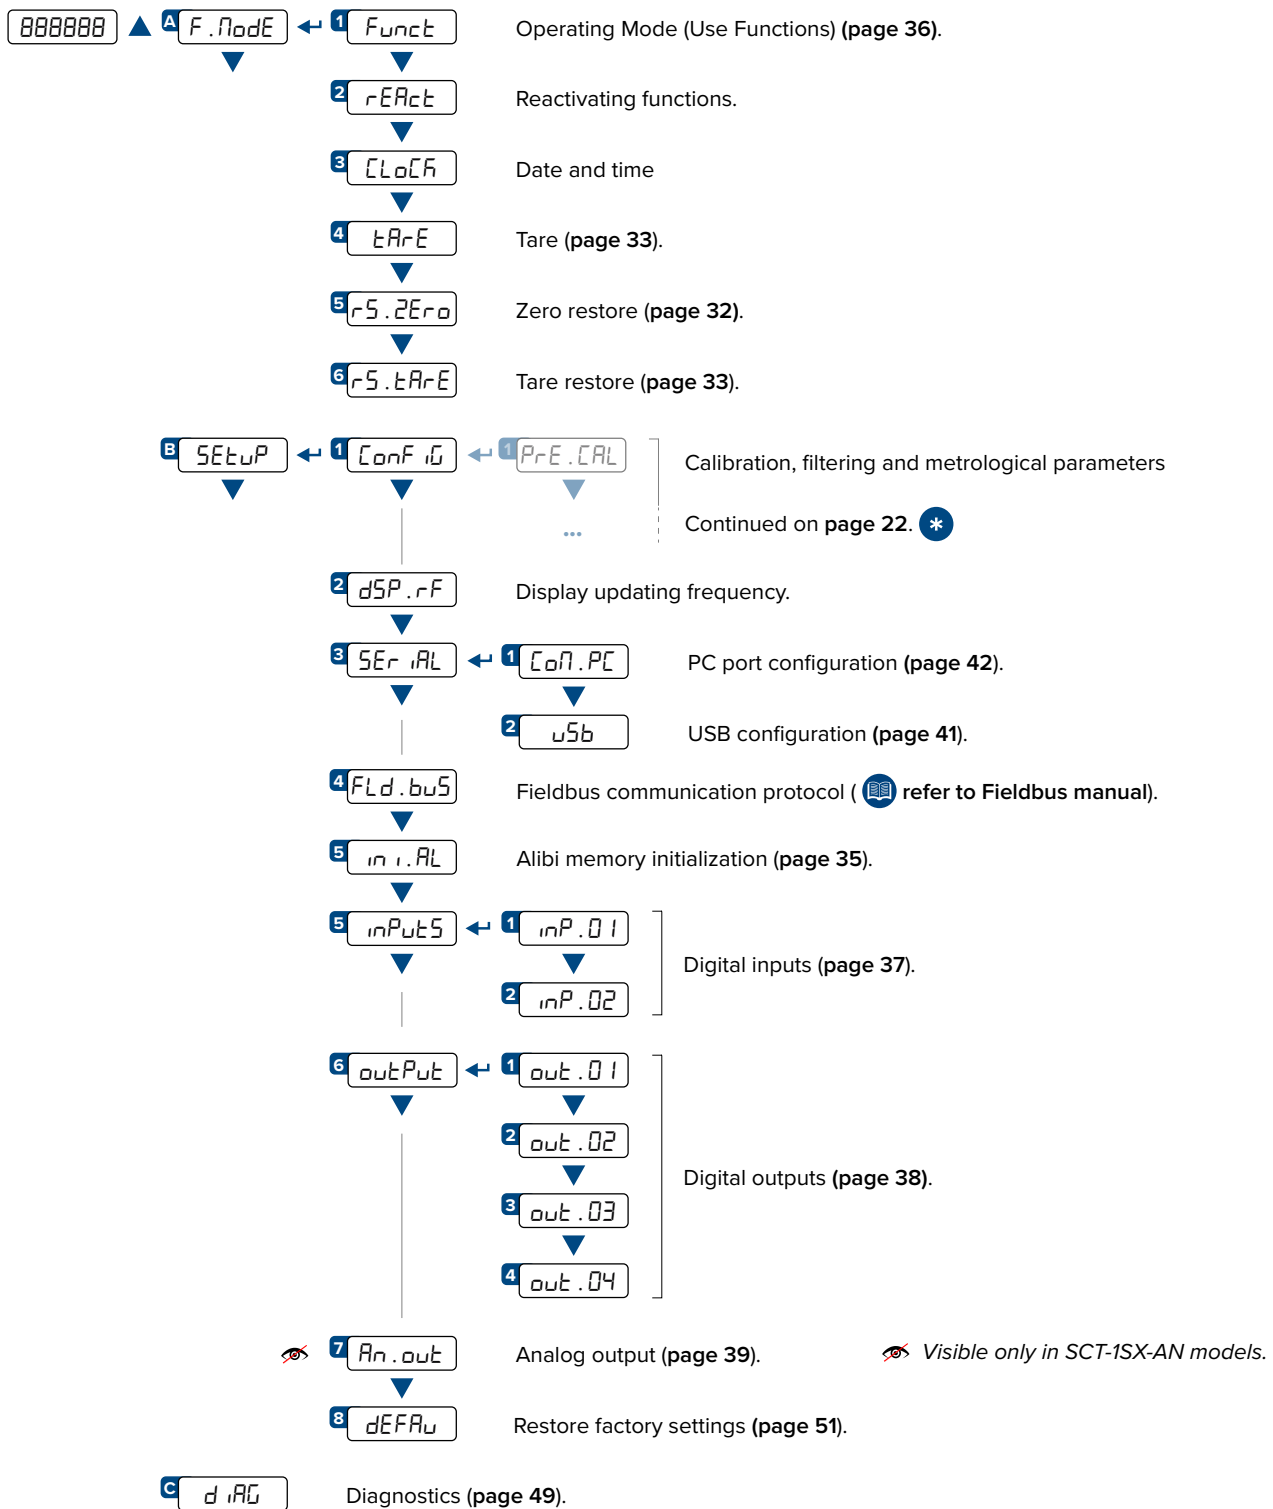 888888 A F.ModE 1 Funct Operating Mode (Use Functions) (page 36).
2 rEAct Reactivating functions.
3 CLoCK Date and time
4 tArE Tare (page 33).
5 rS.ZEro Zero restore (page 32).
6 rS.tArE Tare restore (page 33).
B SEtuP 1 ConFiG 1 PrE.CAL Calibration, filtering and metrological parameters
... Continued on page 22. *
2 dSP.rF Display updating frequency.
3 SEriAL 1 CoM.PC PC port configuration (page 42).
2 uSb USB configuration (page 41).
4 FLd.buS Fieldbus communication protocol ( refer to Fieldbus manual).
5 ini.AL Alibi memory initialization (page 35).
5 inPutS 1 inP.01
Digital inputs (page 37).
2 inP.02
6 outPut 1 out.01
2 out.02
Digital outputs (page 38).
3 out.03
4 out.04
7 An.out Analog output (page 39). Visible only in SCT-1SX-AN models.
8 dEFAu Restore factory settings (page 51).
C diAG Diagnostics (page 49).